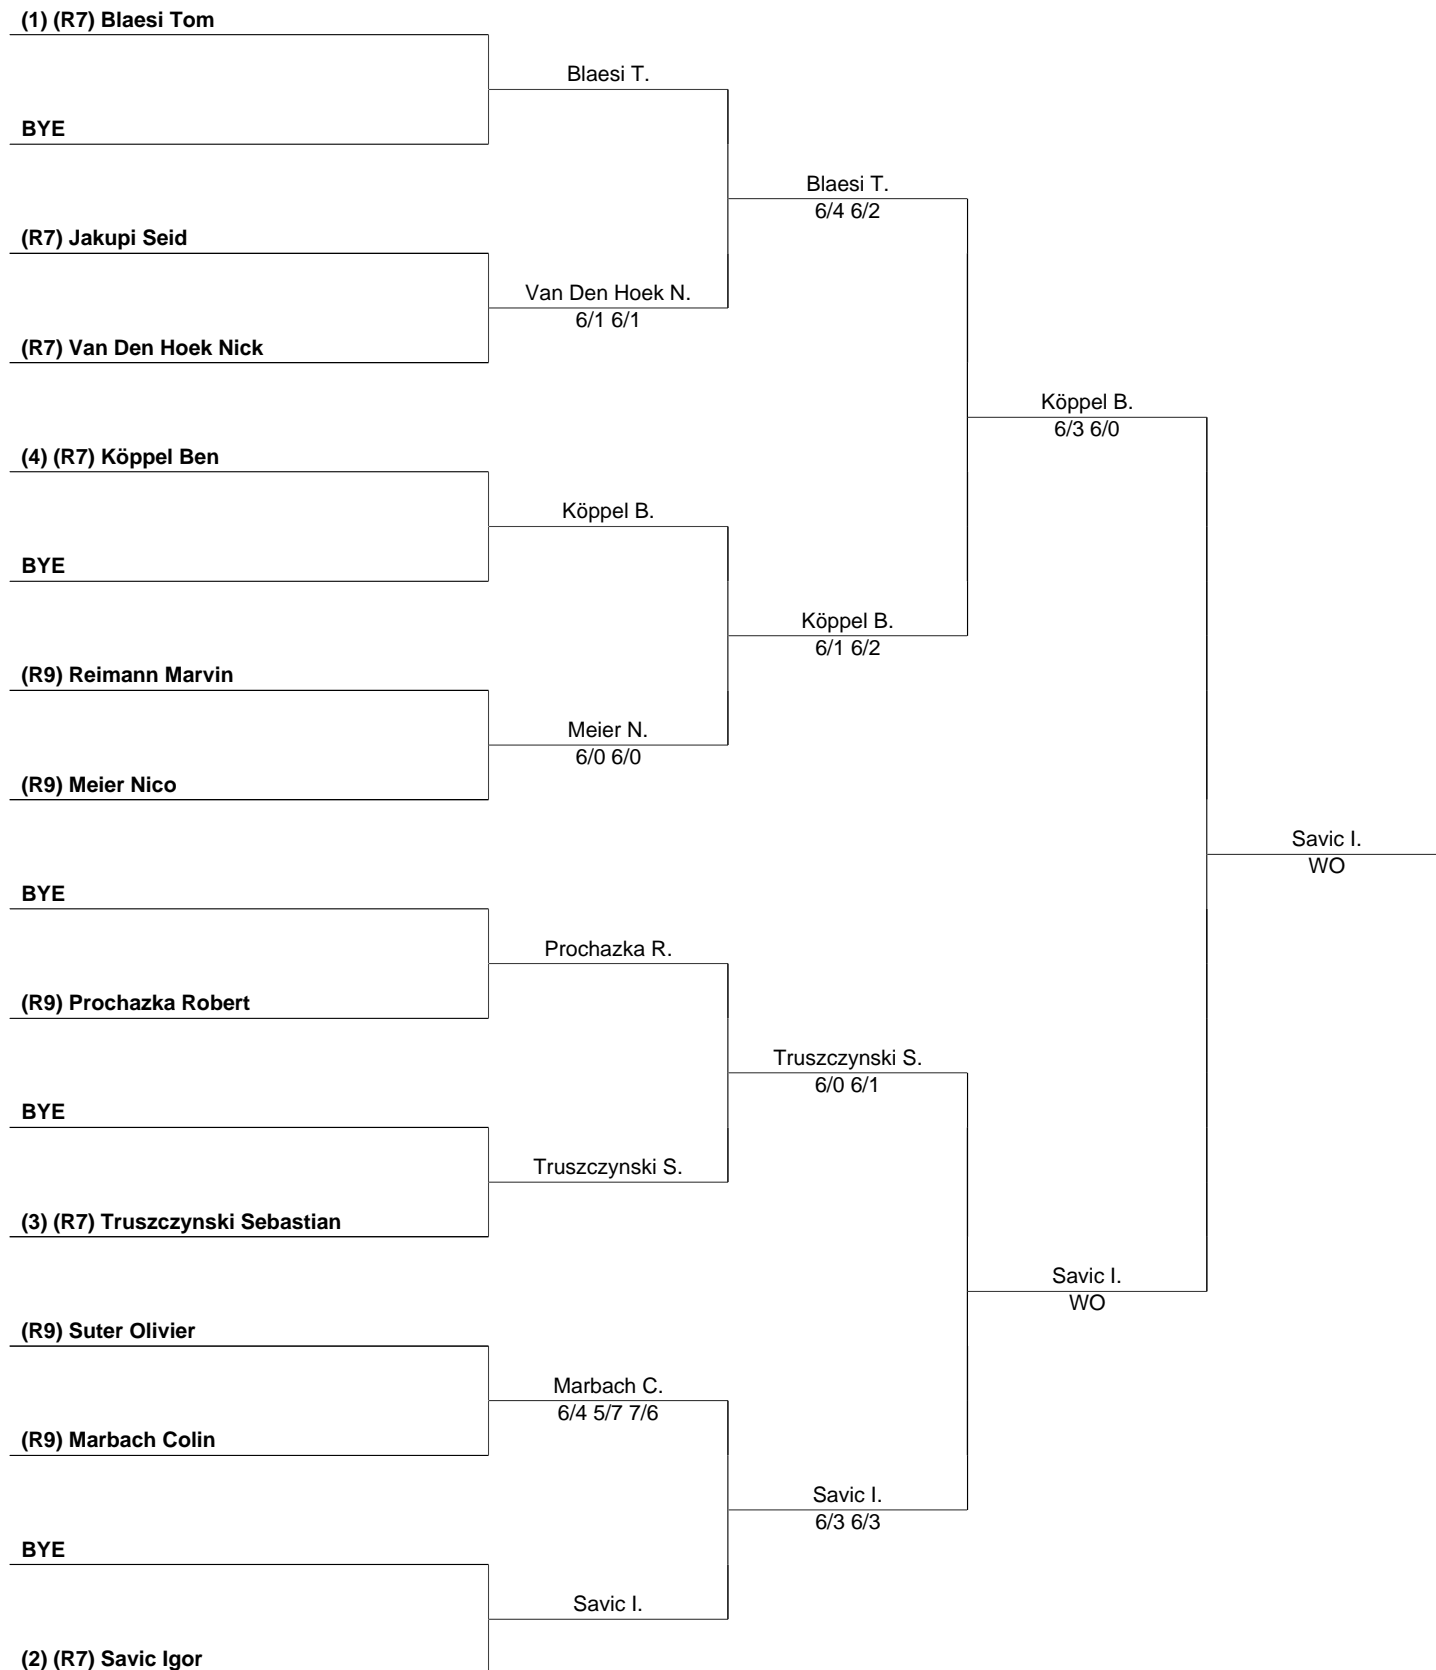 (1) (R7) Blaesi Tom
Blaesi T.
BYE
Blaesi T.
6/4 6/2
(R7) Jakupi Seid
Van Den Hoek N.
6/1 6/1
(R7) Van Den Hoek Nick
Köppel B.
6/3 6/0
(4) (R7) Köppel Ben
Köppel B.
BYE
Köppel B.
6/1 6/2
(R9) Reimann Marvin
Meier N.
6/0 6/0
(R9) Meier Nico
Savic I.
WO
BYE
Prochazka R.
(R9) Prochazka Robert
Truszczynski S.
6/0 6/1
BYE
Truszczynski S.
(3) (R7) Truszczynski Sebastian
Savic I.
WO
(R9) Suter Olivier
Marbach C.
6/4 5/7 7/6
(R9) Marbach Colin
Savic I.
6/3 6/3
BYE
Savic I.
(2) (R7) Savic Igor